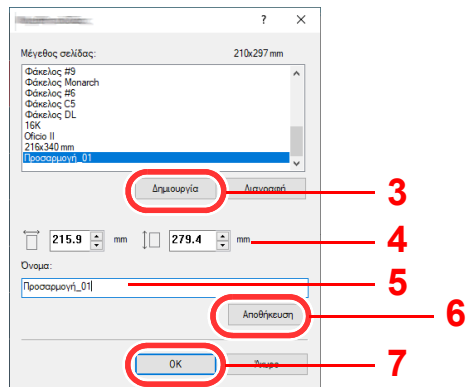 ? ×
Μέγεθος σελίδας: 210x297 mm
Φάκελος #9
Φάκελος Monarch
Φάκελος #6
Φάκελος C5
Φάκελος DL
16K
Oficio II
216x340 mm
Προσαρμογή_01
Δημιουργία Διαγραφή 3
215.9 mm 279.4 mm 4
Όνομα:
Προσαρμογή_01 5
Αποθήκευση 6
OK Άκυρο 7